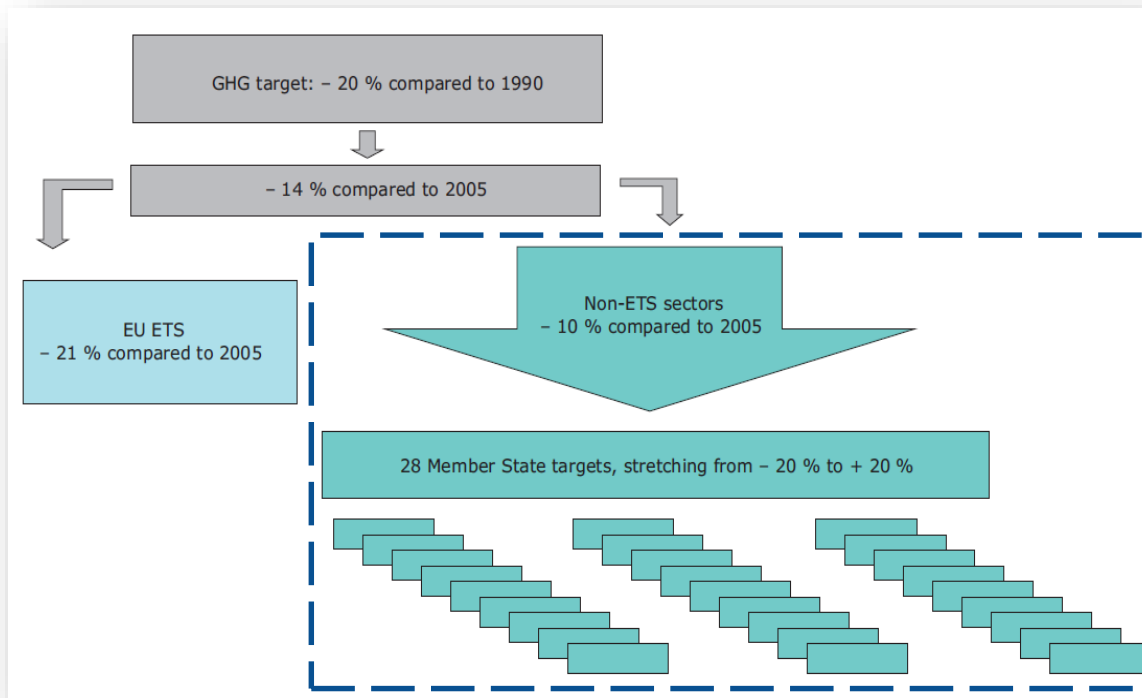 GHG target: – 20 % compared to 1990
– 14 % compared to 2005
EU ETS
– 21 % compared to 2005
Non-ETS sectors
– 10 % compared to 2005
28 Member State targets, stretching from – 20 % to + 20 %